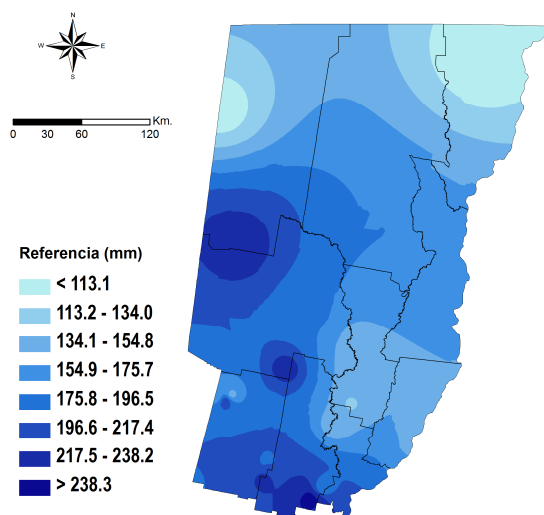 N
W E
S
Km.
0 30 60 120
Referencia (mm)
< 113.1
113.2 - 134.0
134.1 - 154.8
154.9 - 175.7
175.8 - 196.5
196.6 - 217.4
217.5 - 238.2
> 238.3